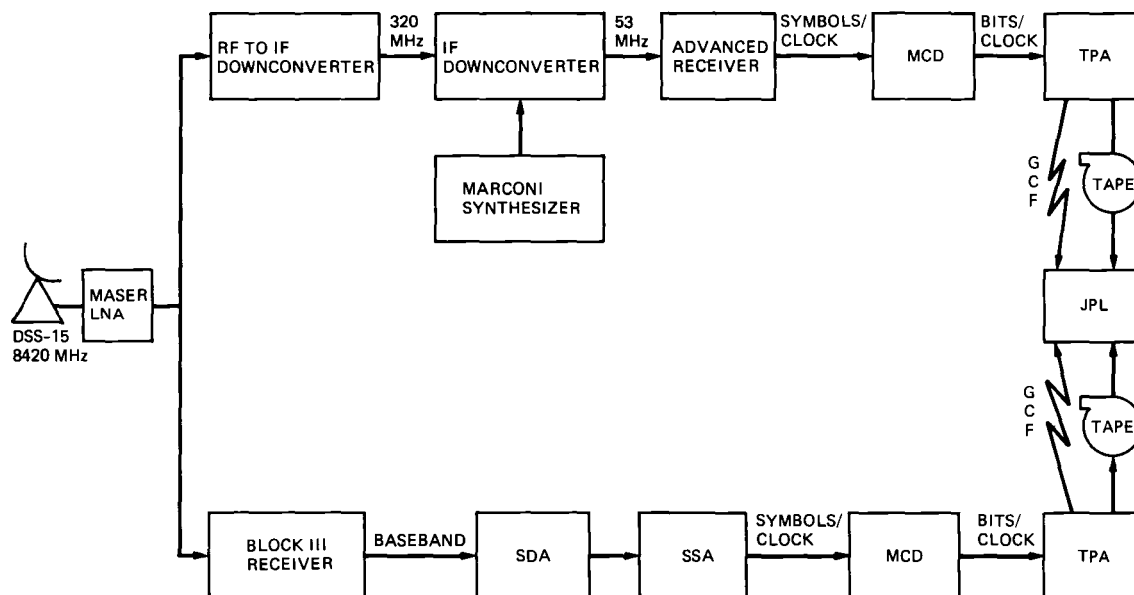 RF TO IF
DOWNCONVERTER
320
MHz
IF
DOWNCONVERTER
53
MHz
ADVANCED
RECEIVER
SYMBOLS/
CLOCK
MCD
BITS/
CLOCK
TPA
MARCONI
SYNTHESIZER
G
C
F
TAPE
MASER
LNA
DSS-15
8420 MHz
JPL
G
C
F
TAPE
BLOCK III
RECEIVER
BASEBAND
SDA
SSA
SYMBOLS/
CLOCK
MCD
BITS/
CLOCK
TPA